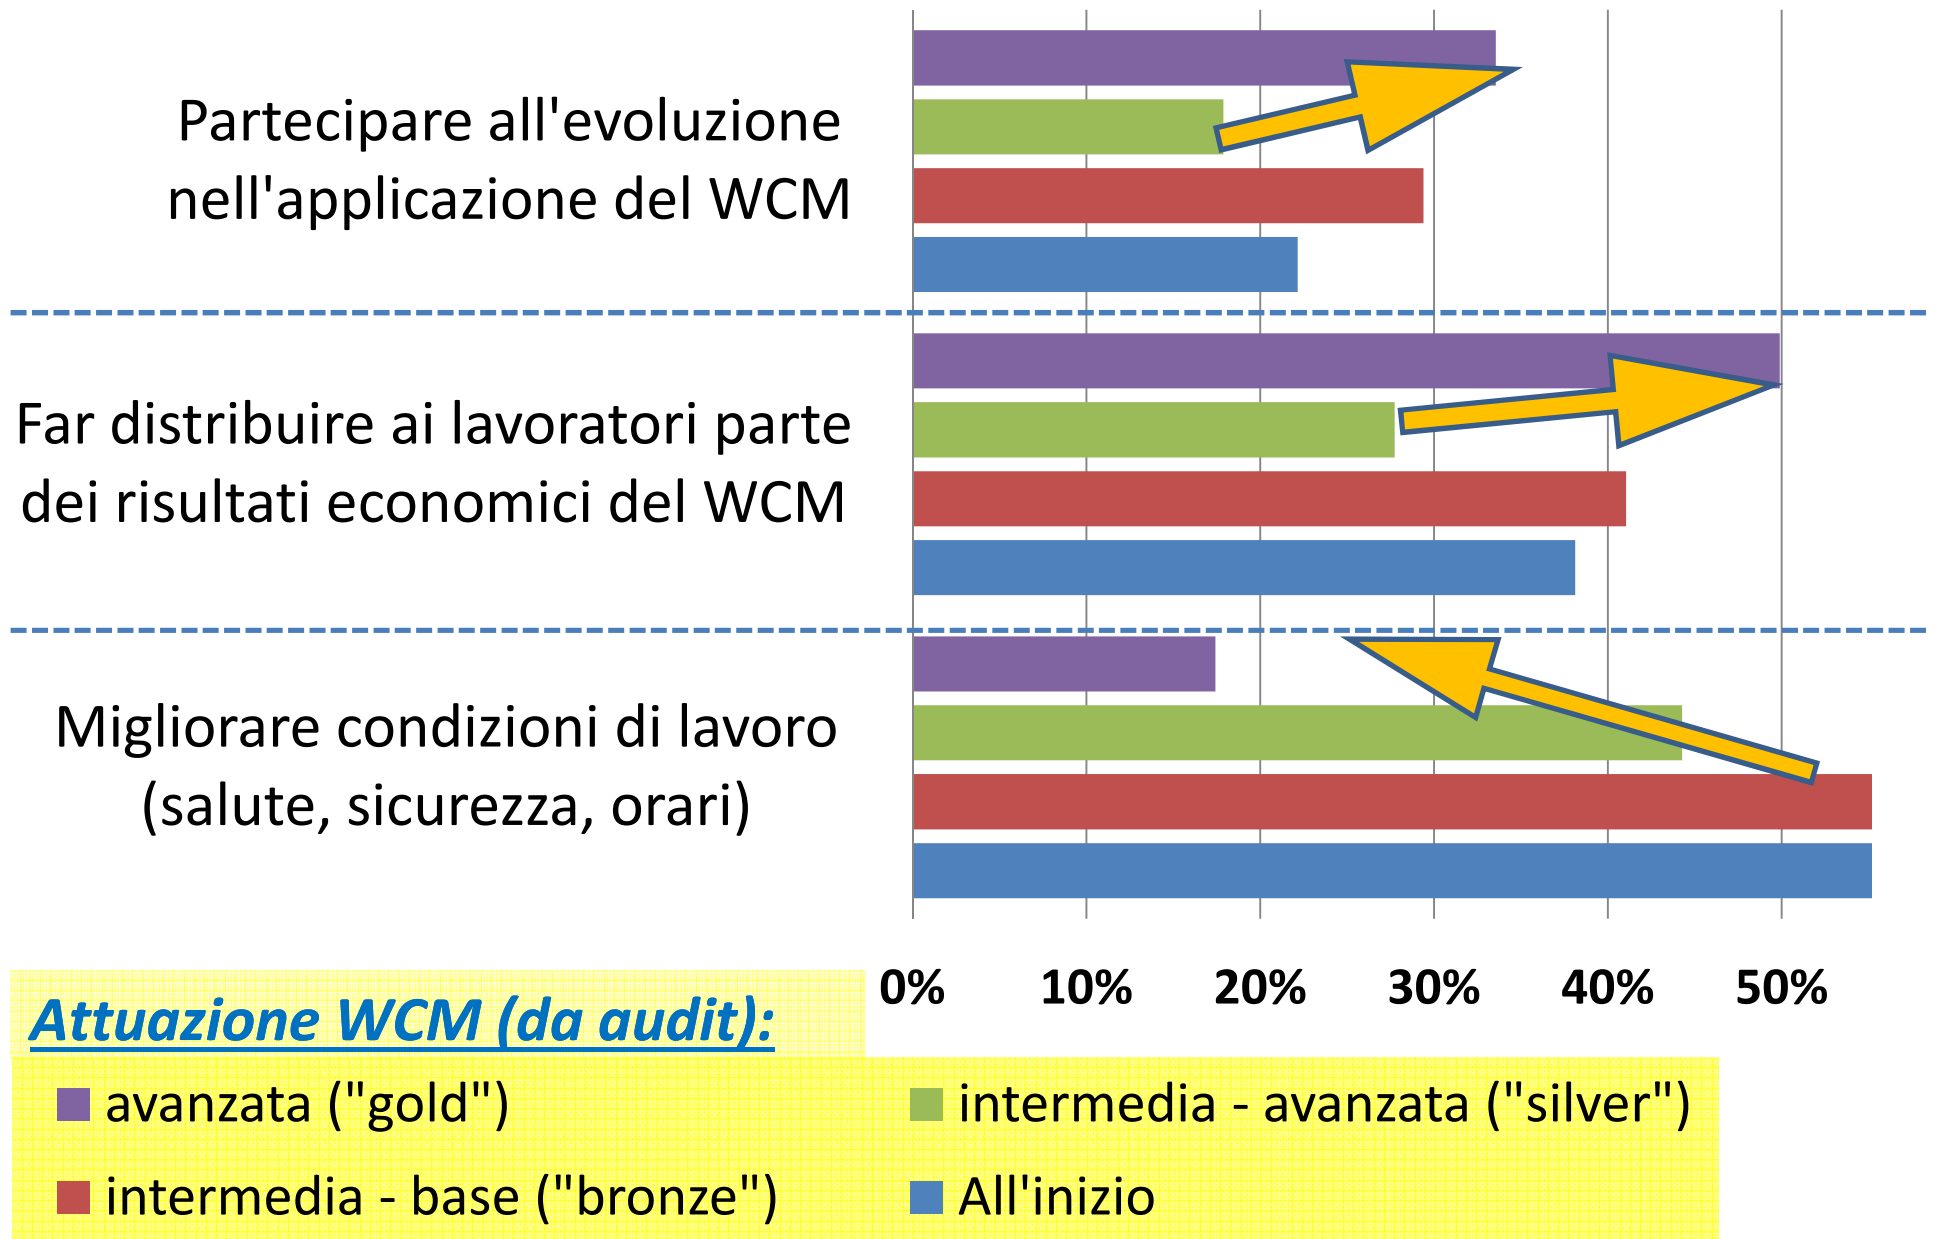 Partecipare all'evoluzione
nell'applicazione del WCM
Far distribuire ai lavoratori parte
dei risultati economici del WCM
Migliorare condizioni di lavoro
(salute, sicurezza, orari)
0% 10% 20% 30% 40% 50%
Attuazione WCM (da audit):
avanzata ("gold")
intermedia - avanzata ("silver")
intermedia - base ("bronze")
All'inizio